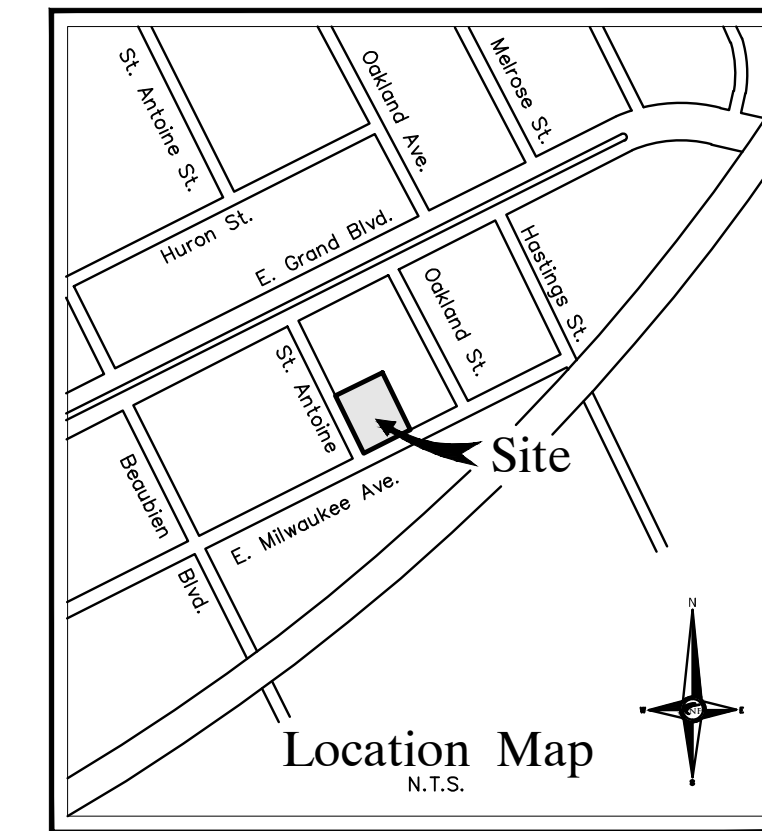 St. Antoine St.
Oakland Ave.
Melrose St.
Huron St.
E. Grand Blvd.
Hastings St.
Oakland St.
St. Antoine
Beaubien
Blvd.
E. Milwaukee Ave.
Site
N
W
E
S
Location Map
N.T.S.